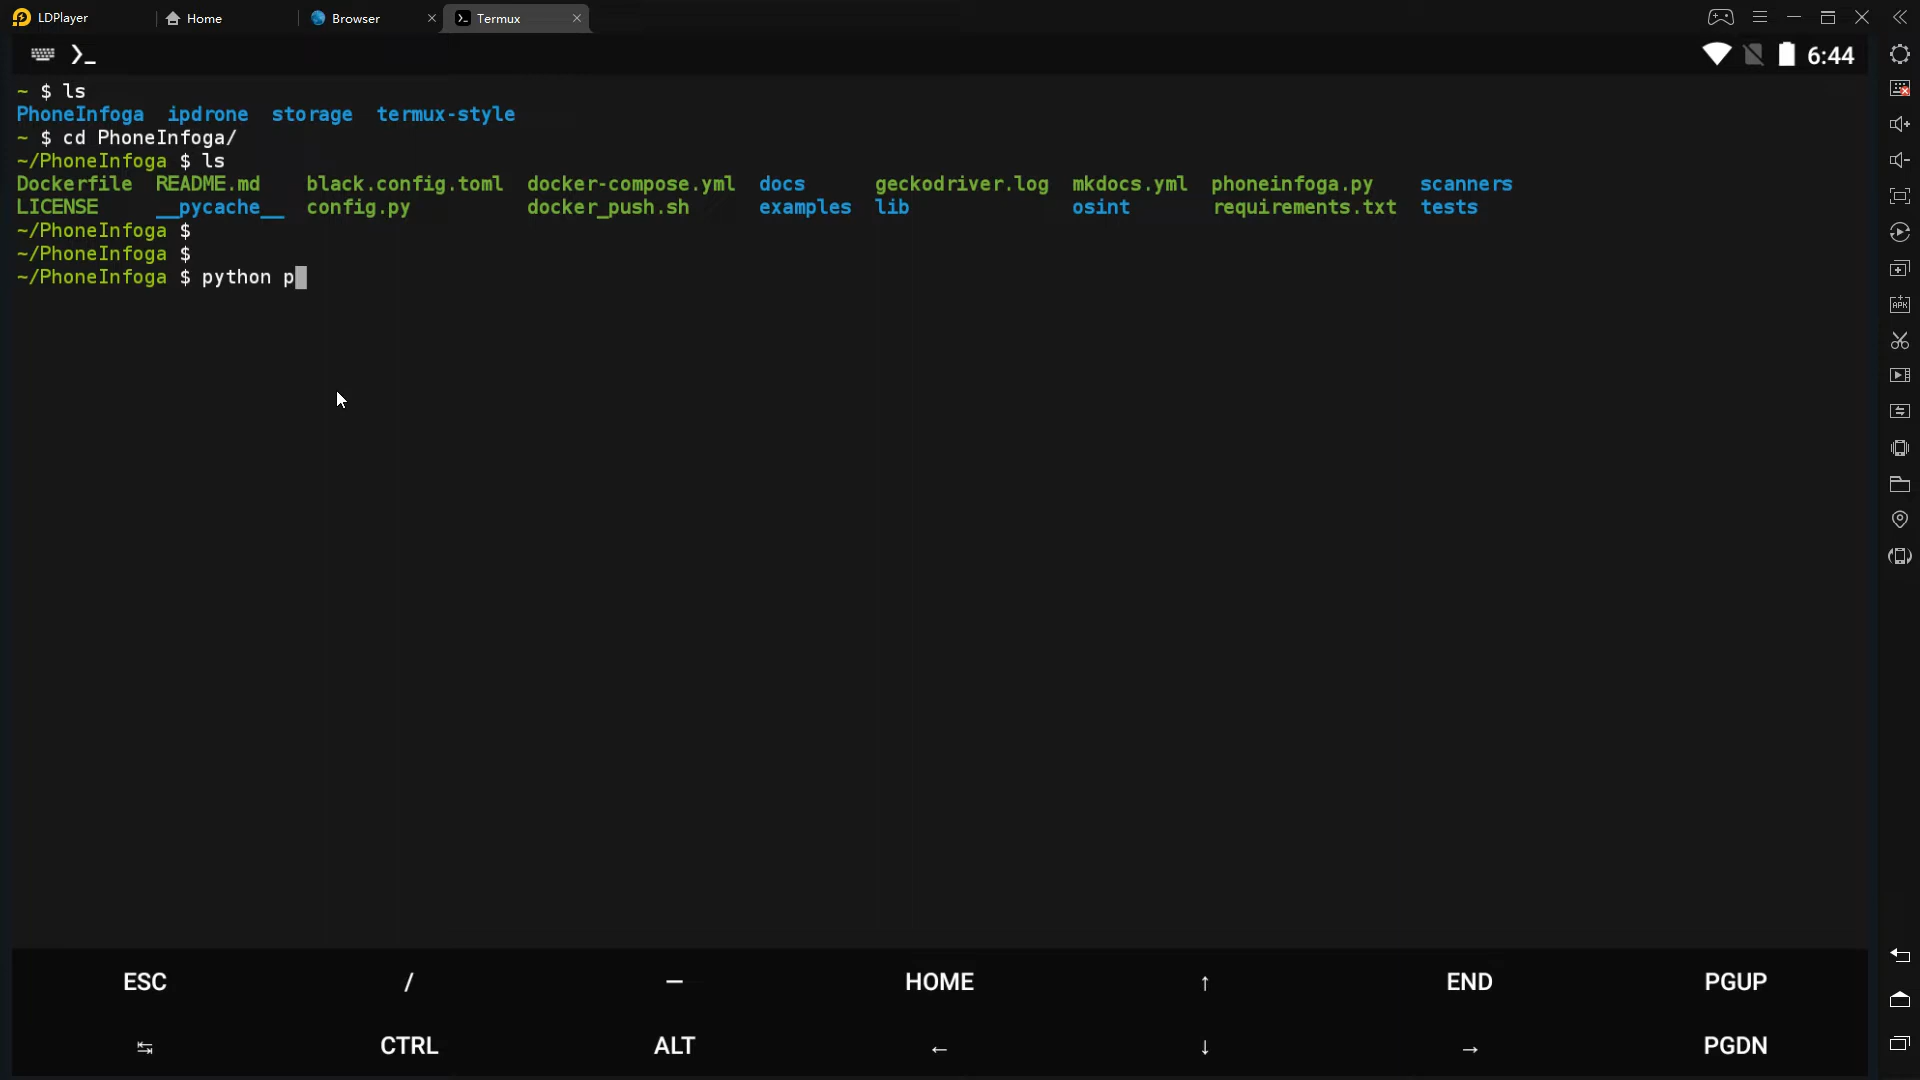 LDPlayer Home Browser Termux
6:44
~ $ ls
PhoneInfoga ipdrone storage termux-style
~ $ cd PhoneInfoga/
~/PhoneInfoga $ ls
Dockerfile README.md black.config.toml docker-compose.yml docs geckodriver.log mkdocs.yml phoneinfoga.py scanners
LICENSE __pycache__ config.py docker_push.sh examples lib osint requirements.txt tests
~/PhoneInfoga $
~/PhoneInfoga $
~/PhoneInfoga $ python p
ESC / — HOME ↑ END PGUP
↹ CTRL ALT ← ↓ → PGDN